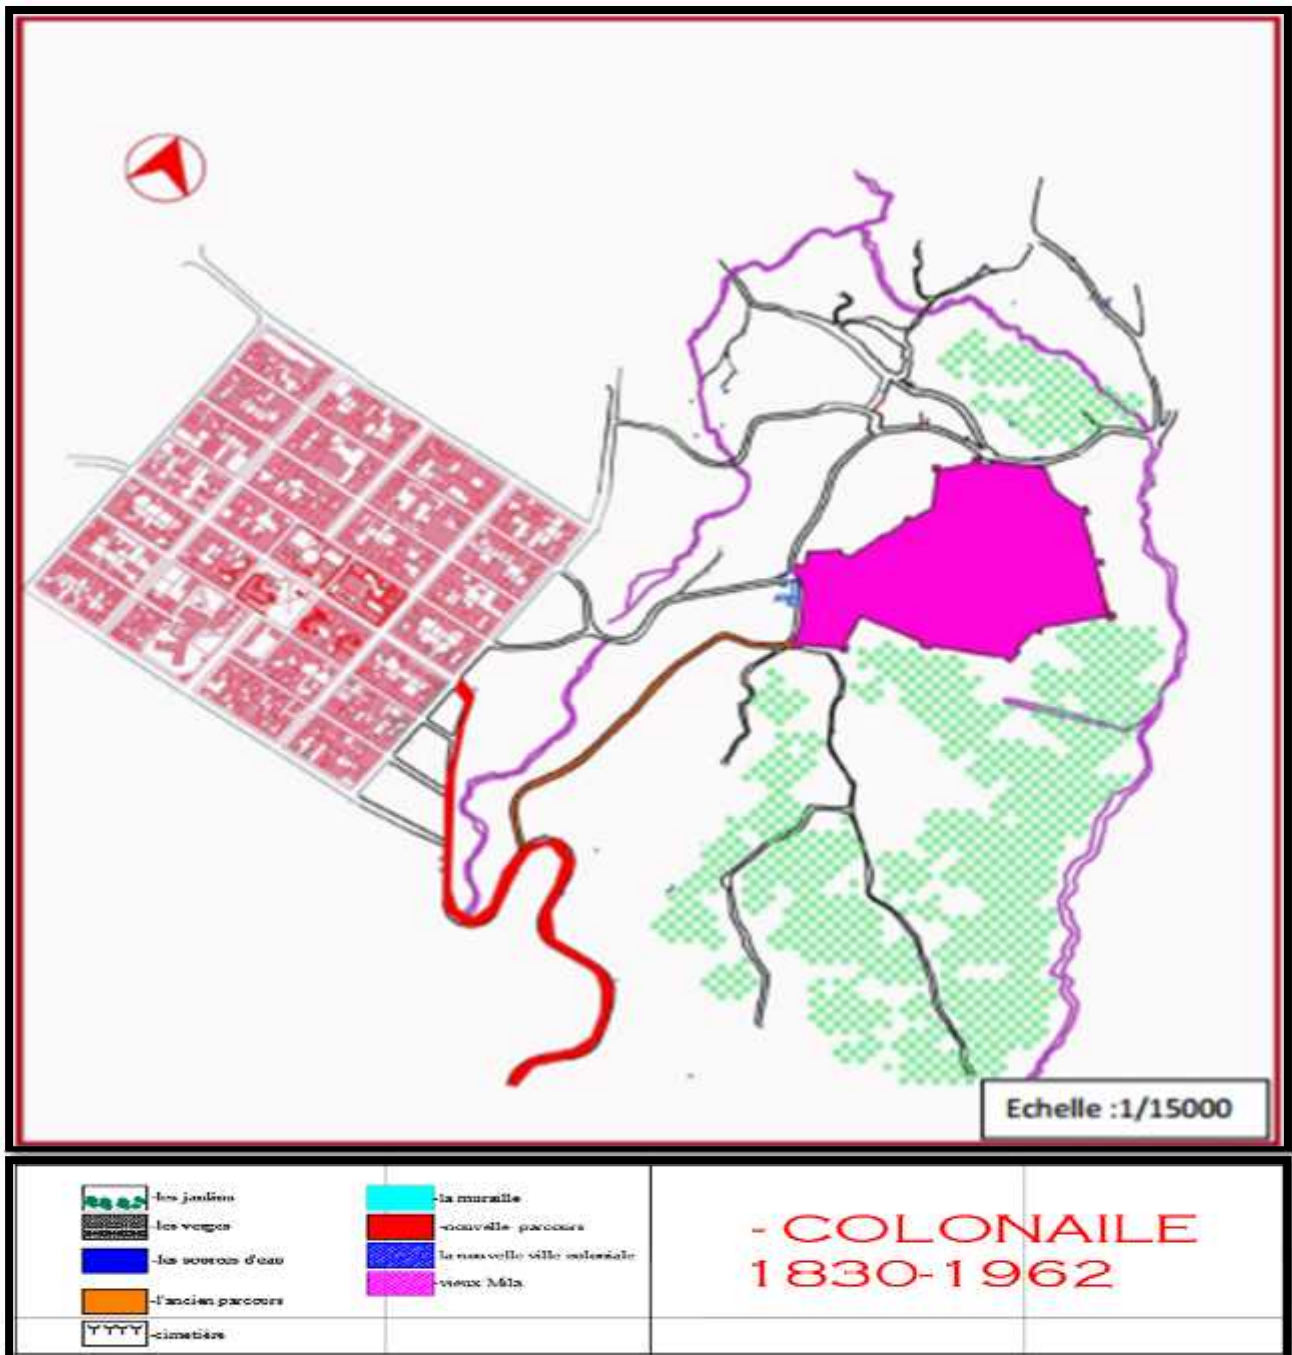 Echelle :1/15000
-les jardins
-les verges
-les sources d'eau
-l'ancien parcours
-cimetière
-la muraille
-nouvelle parcours
-la nouvelle ville coloniale
-vieux Mila
- COLONAILE
1830-1962